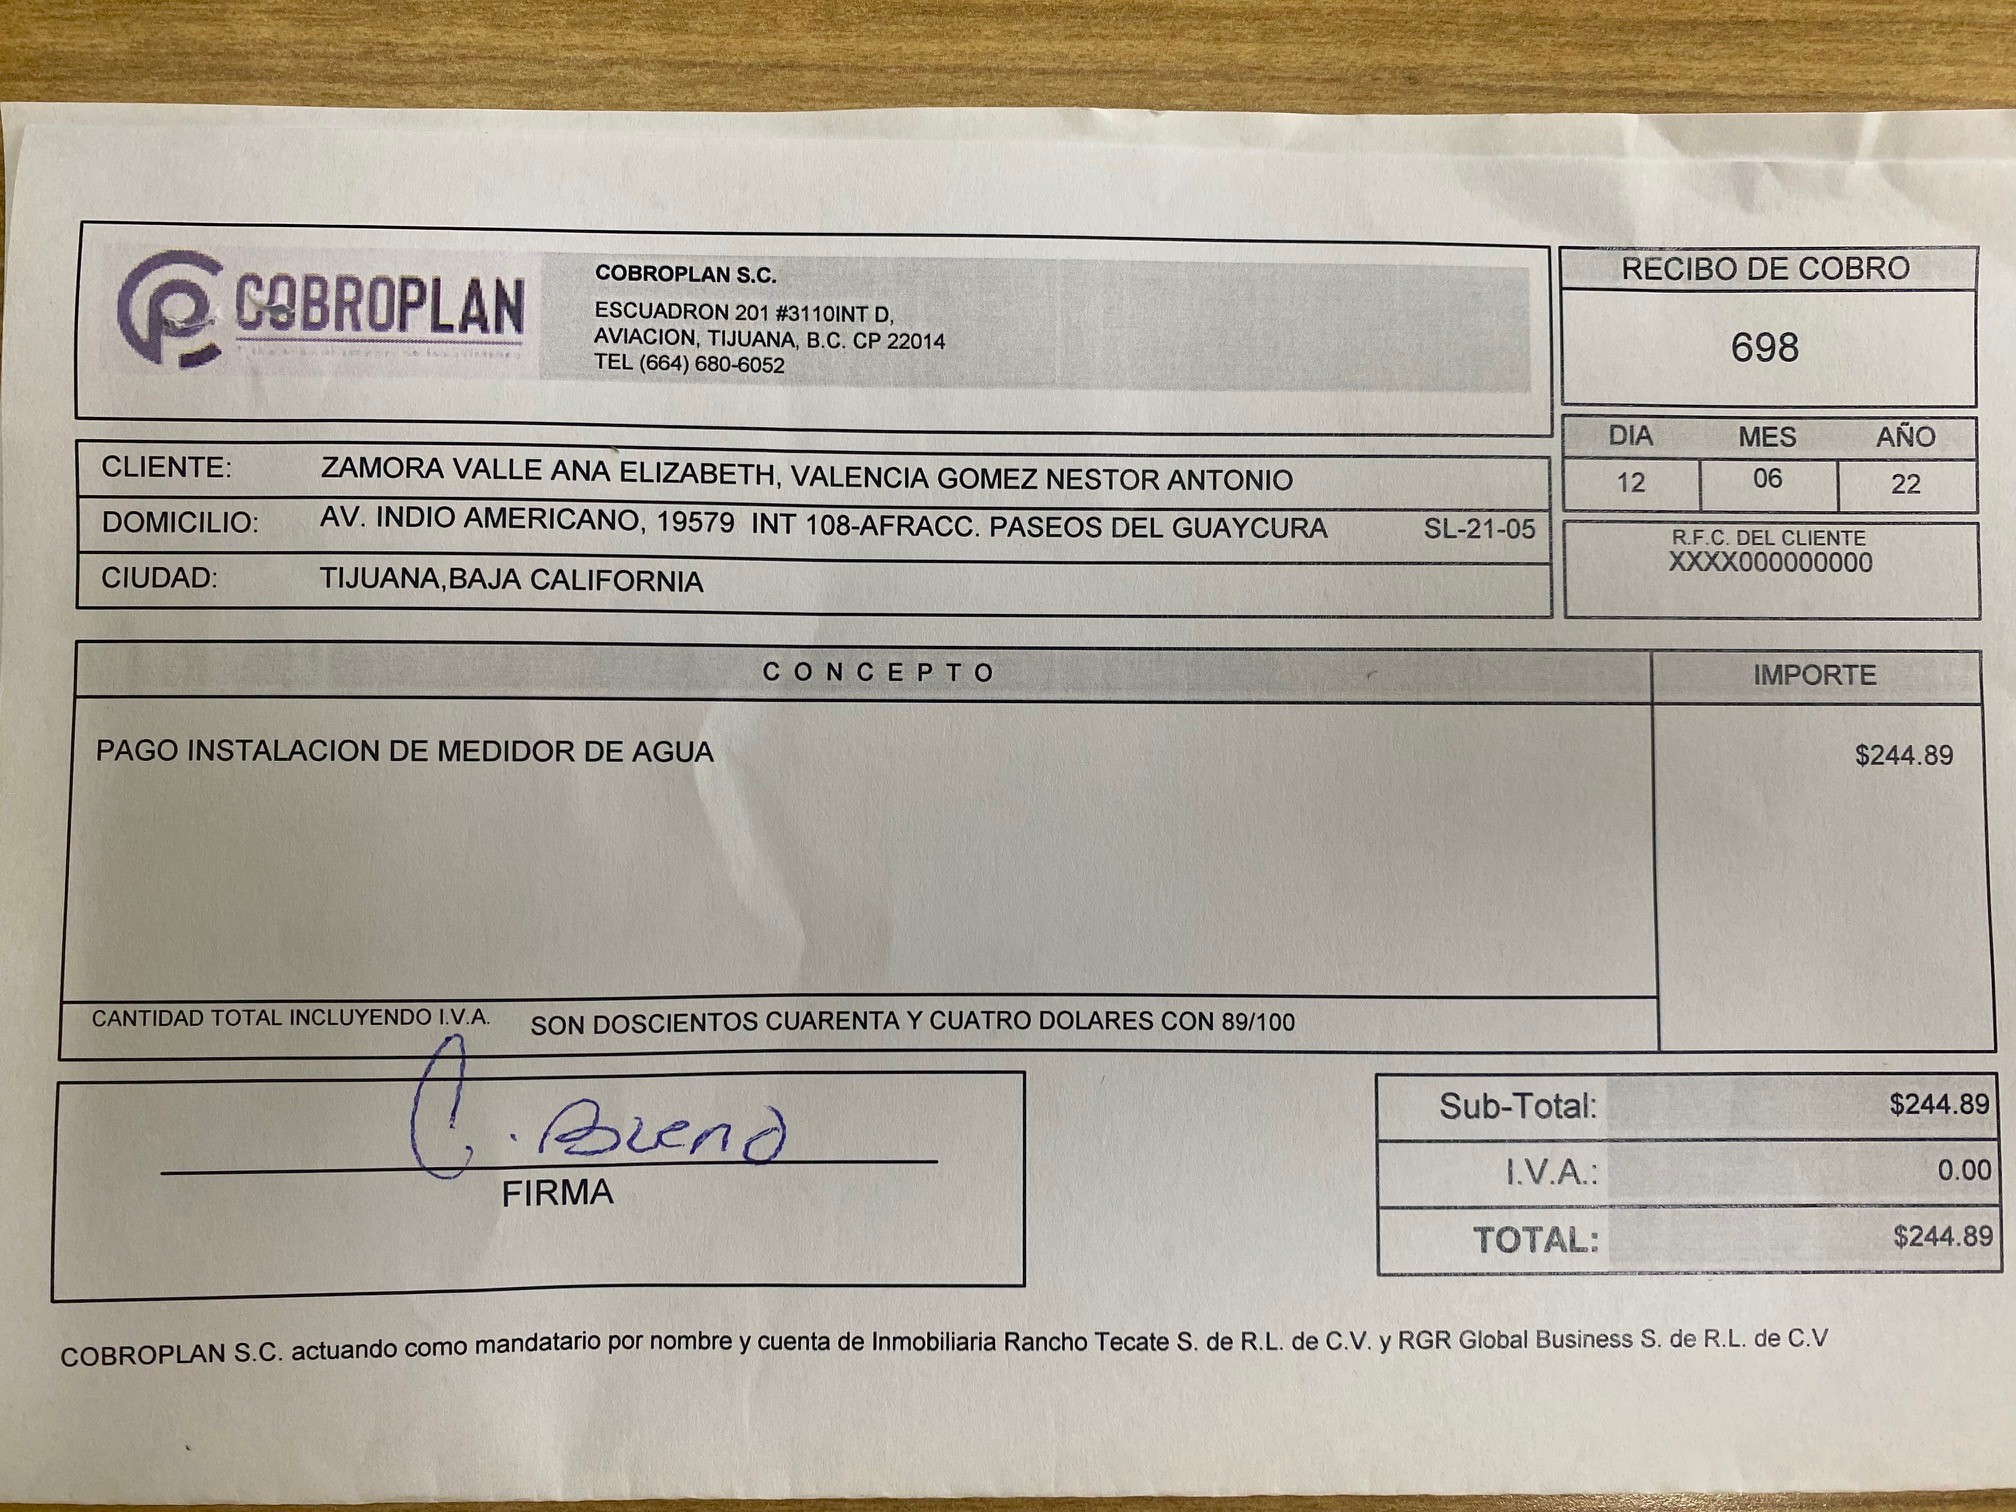 COBROPLAN
COBROPLAN S.C.
ESCUADRON 201 #3110INT D,
AVIACION, TIJUANA, B.C. CP 22014
TEL (664) 680-6052
RECIBO DE COBRO
698
DIA MES AÑO
12 06 22
CLIENTE: ZAMORA VALLE ANA ELIZABETH, VALENCIA GOMEZ NESTOR ANTONIO
DOMICILIO: AV. INDIO AMERICANO, 19579 INT 108-AFRACC. PASEOS DEL GUAYCURA SL-21-05
CIUDAD: TIJUANA,BAJA CALIFORNIA
R.F.C. DEL CLIENTE
XXXX000000000
CONCEPTO IMPORTE
PAGO INSTALACION DE MEDIDOR DE AGUA $244.89
CANTIDAD TOTAL INCLUYENDO I.V.A. SON DOSCIENTOS CUARENTA Y CUATRO DOLARES CON 89/100
C. Bueno
FIRMA
Sub-Total: $244.89
I.V.A.: 0.00
TOTAL: $244.89
COBROPLAN S.C. actuando como mandatario por nombre y cuenta de Inmobiliaria Rancho Tecate S. de R.L. de C.V. y RGR Global Business S. de R.L. de C.V